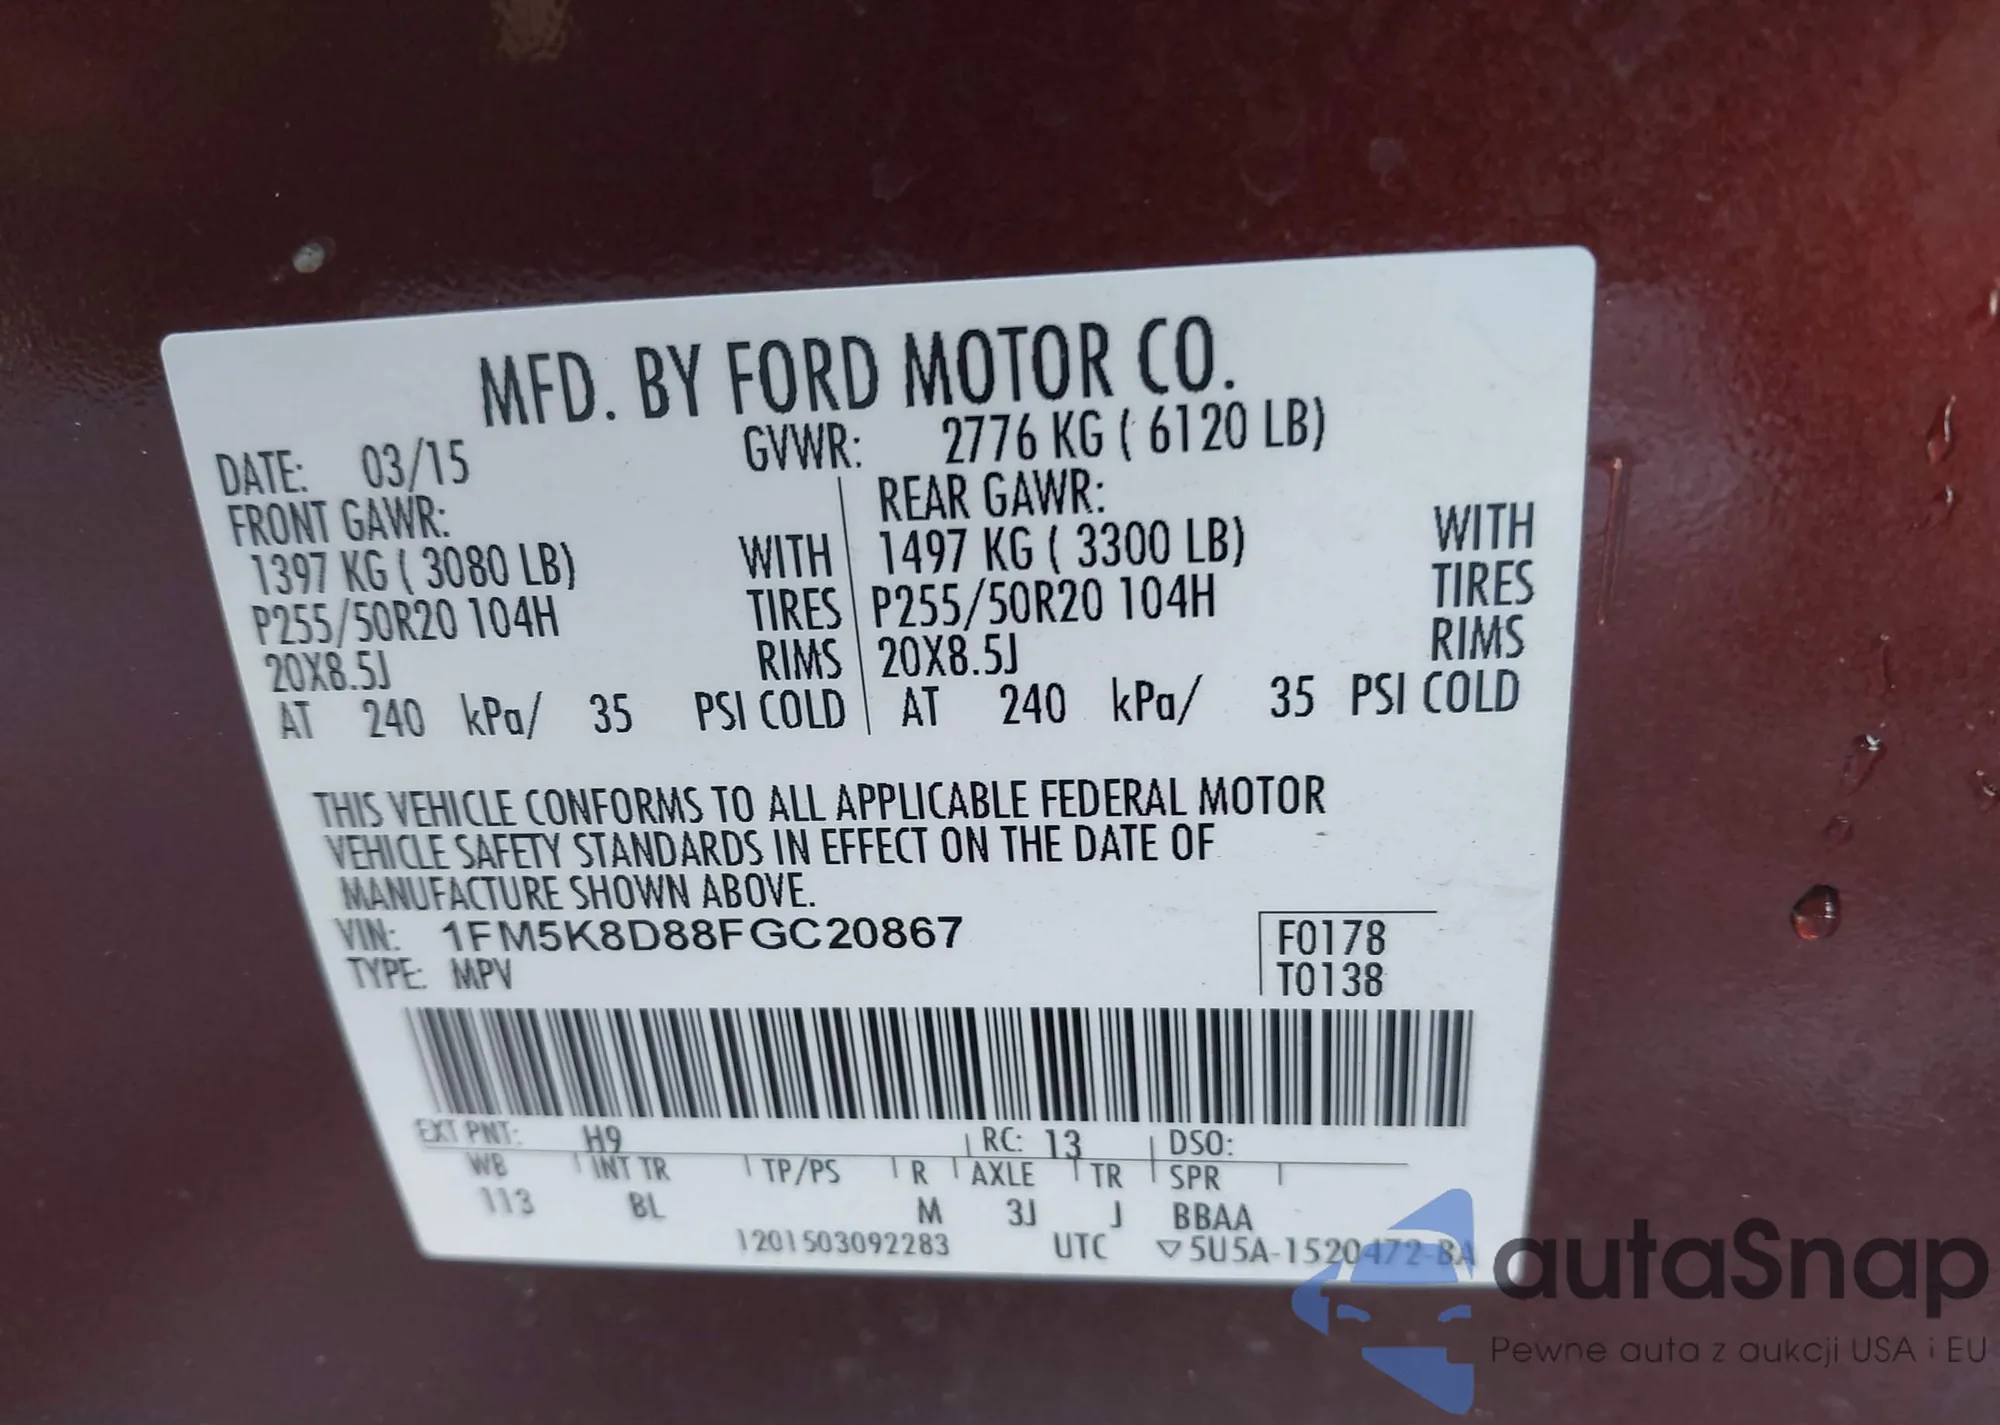 MFD. BY FORD MOTOR CO.
DATE: 03/15 GVWR: 2776 KG ( 6120 LB)
FRONT GAWR: REAR GAWR:
1397 KG ( 3080 LB) WITH 1497 KG ( 3300 LB) WITH
P255/50R20 104H TIRES P255/50R20 104H TIRES
20X8.5J RIMS 20X8.5J RIMS
AT 240 kPa/ 35 PSI COLD AT 240 kPa/ 35 PSI COLD
THIS VEHICLE CONFORMS TO ALL APPLICABLE FEDERAL MOTOR
VEHICLE SAFETY STANDARDS IN EFFECT ON THE DATE OF
MANUFACTURE SHOWN ABOVE.
VIN: 1FM5K8D88FGC20867 F0178
TYPE: MPV T0138
EXT PNT: H9 RC: 13 DSO:
WB INT TR TP/PS R AXLE TR SPR
113 BL M 3J J BBAA
1201503092283 UTC ▽5U5A-1520472-BA
autaSnap
Pewne auta z aukcji USA i EU